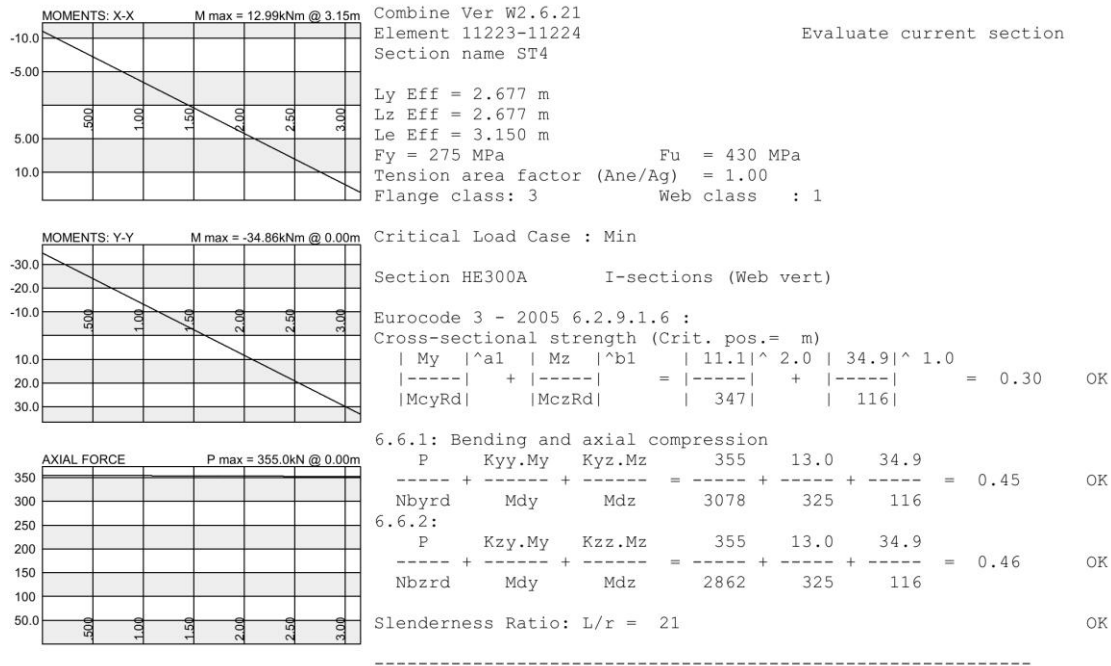 MOMENTS: X-X M max = 12.99kNm @ 3.15m
-10.0
-5.00
.500 1.00 1.50 2.00 2.50 3.00
5.00
10.0
MOMENTS: Y-Y M max = -34.86kNm @ 0.00m
-30.0
-20.0
-10.0
.500 1.00 1.50 2.00 2.50 3.00
10.0
20.0
30.0
AXIAL FORCE P max = 355.0kN @ 0.00m
350
300
250
200
150
100
50.0
.500 1.00 1.50 2.00 2.50 3.00
Combine Ver W2.6.21
Element 11223-11224 Evaluate current section
Section name ST4
Ly Eff = 2.677 m
Lz Eff = 2.677 m
Le Eff = 3.150 m
Fy = 275 MPa Fu = 430 MPa
Tension area factor (Ane/Ag) = 1.00
Flange class: 3 Web class : 1
Critical Load Case : Min
Section HE300A I-sections (Web vert)
Eurocode 3 - 2005 6.2.9.1.6 :
Cross-sectional strength (Crit. pos.= m)
| My |^a1 | Mz |^b1 | 11.1|^ 2.0 | 34.9|^ 1.0
|-----| + |-----| = |-----| + |-----| = 0.30 OK
|McyRd| |MczRd| | 347| | 116|
6.6.1: Bending and axial compression
P Kyy.My Kyz.Mz 355 13.0 34.9
----- + ------ + ------ = ----- + ----- + ----- = 0.45 OK
Nbyrd Mdy Mdz 3078 325 116
6.6.2:
P Kzy.My Kzz.Mz 355 13.0 34.9
----- + ------ + ------ = ----- + ----- + ----- = 0.46 OK
Nbzrd Mdy Mdz 2862 325 116
Slenderness Ratio: L/r = 21 OK
------------------------------------------------------------